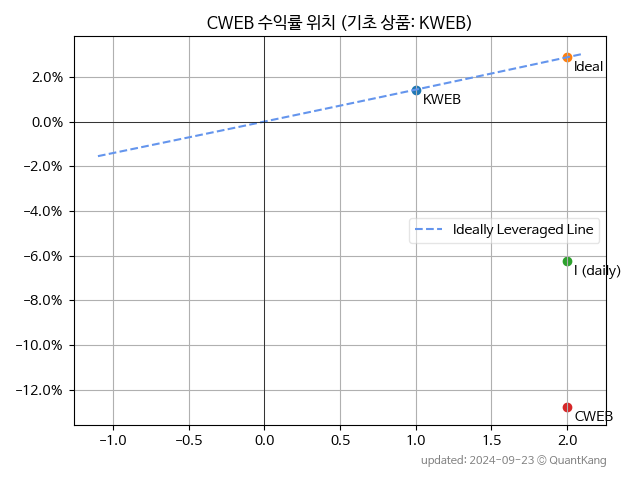 CWEB 수익률 위치 (기초 상품: KWEB)
2.0%
0.0%
−2.0%
−4.0%
−6.0%
−8.0%
−10.0%
−12.0%
Ideal
KWEB
Ideally Leveraged Line
I (daily)
CWEB
−1.0 −0.5 0.0 0.5 1.0 1.5 2.0
updated: 2024-09-23 © QuantKang